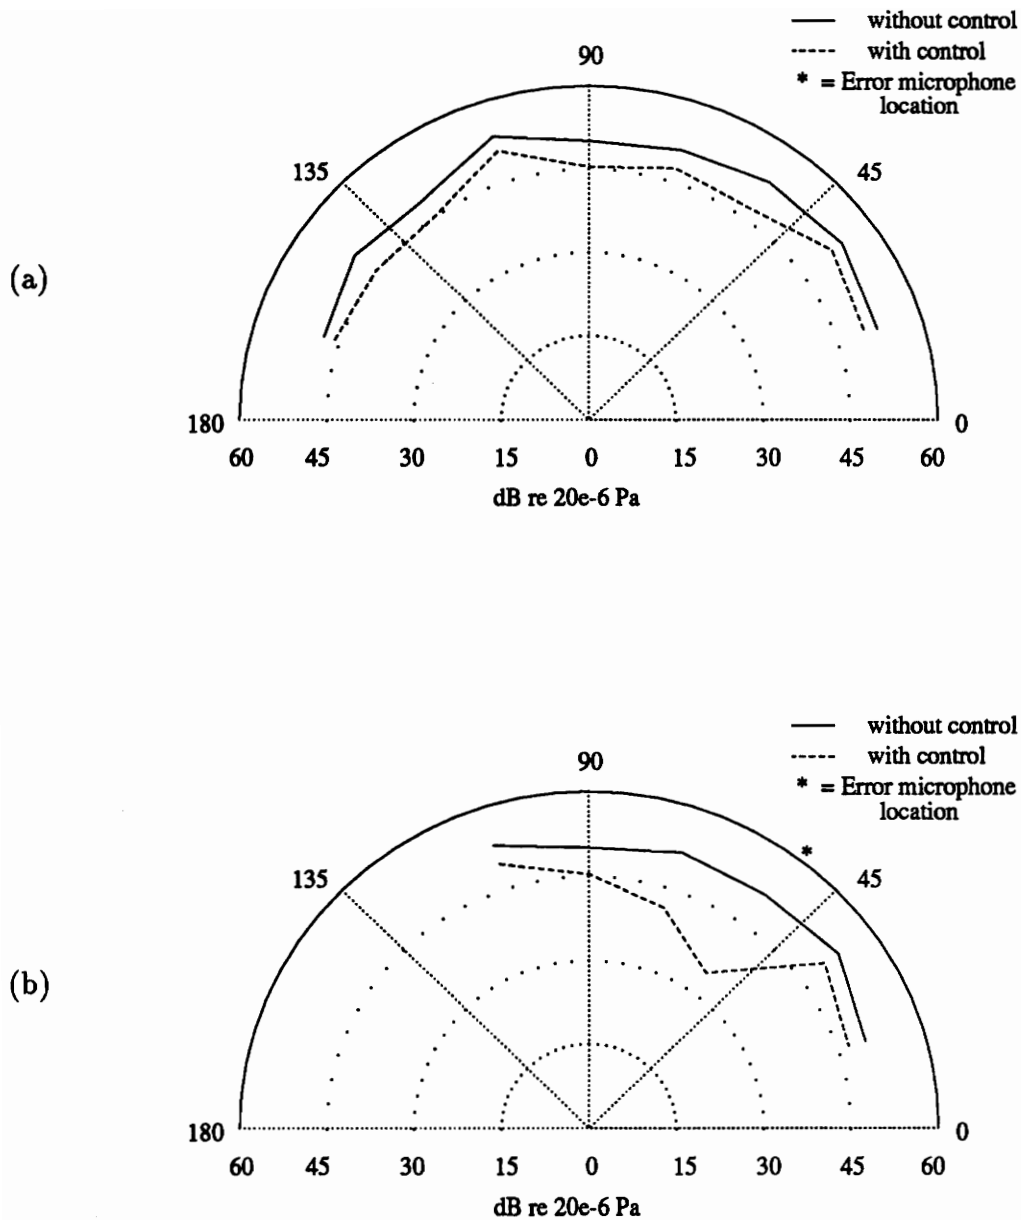 without control
with control
* = Error microphone
location
90
135
45
(a)
180
0
60 45 30 15 0 15 30 45 60
dB re 20e-6 Pa
without control
with control
* = Error microphone
location
90
*
135
45
(b)
180
0
60 45 30 15 0 15 30 45 60
dB re 20e-6 Pa